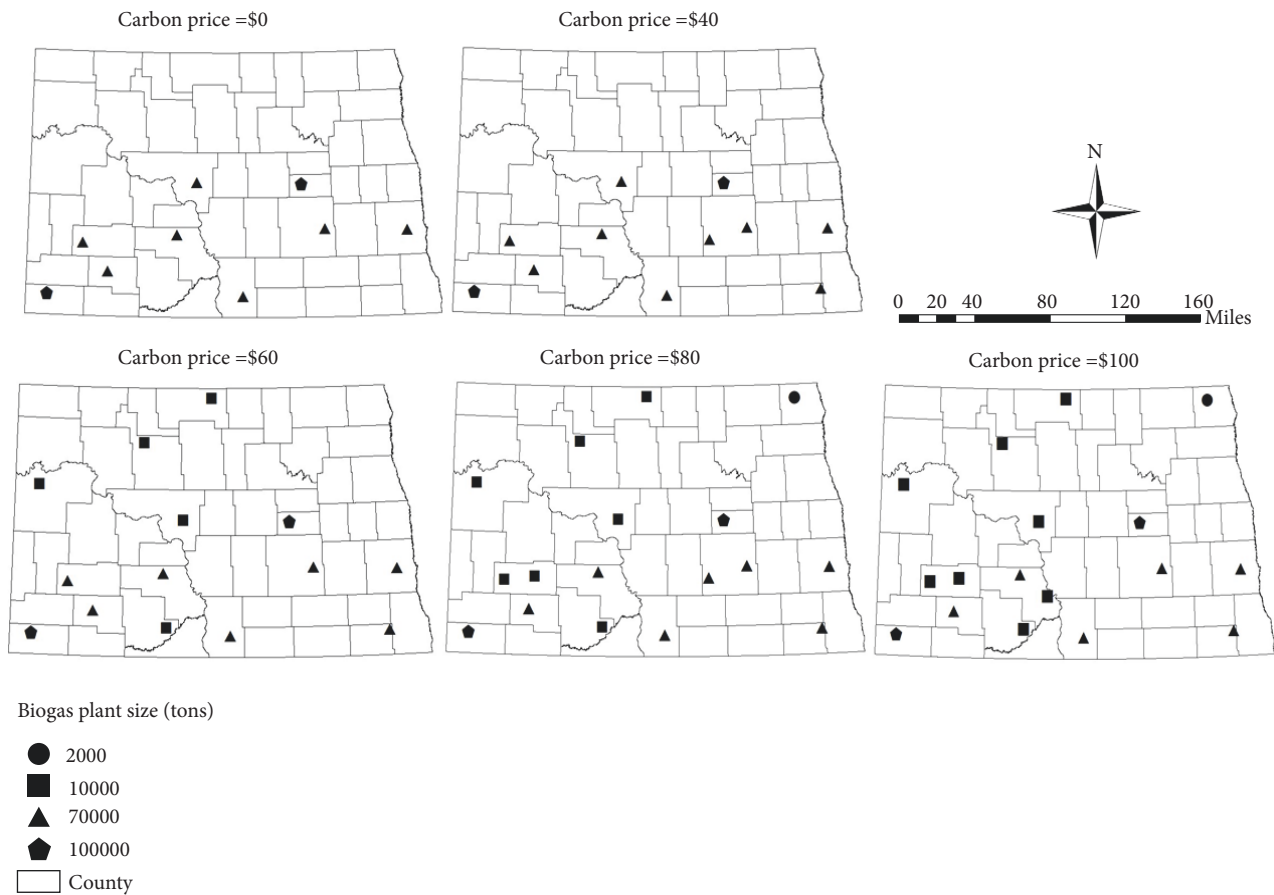 Carbon price =$0
Carbon price =$40
N
0 20 40 80 120 160
Miles
Carbon price =$60
Carbon price =$80
Carbon price =$100
Biogas plant size (tons)
2000
10000
70000
100000
County